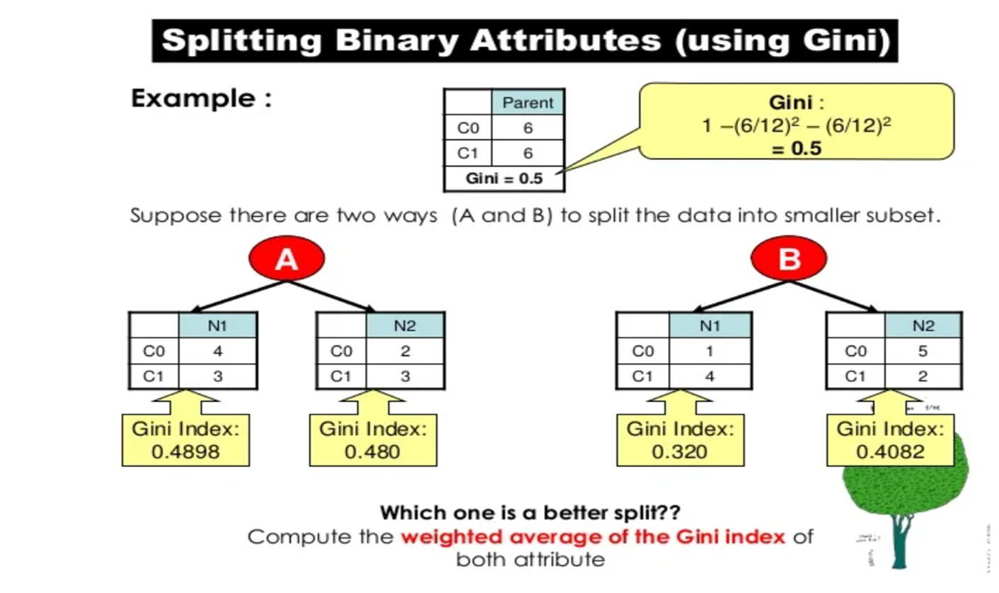 Splitting Binary Attributes (using Gini)
Example :
Parent
C0 6
C1 6
Gini = 0.5
Gini :
1 –(6/12)² – (6/12)²
= 0.5
Suppose there are two ways (A and B) to split the data into smaller subset.
A
B
N1
C0 4
C1 3
N2
C0 2
C1 3
N1
C0 1
C1 4
N2
C0 5
C1 2
tree
Gini Index:
0.4898
Gini Index:
0.480
Gini Index:
0.320
Gini Index:
0.4082
Which one is a better split??
Compute the weighted average of the Gini index of
both attribute